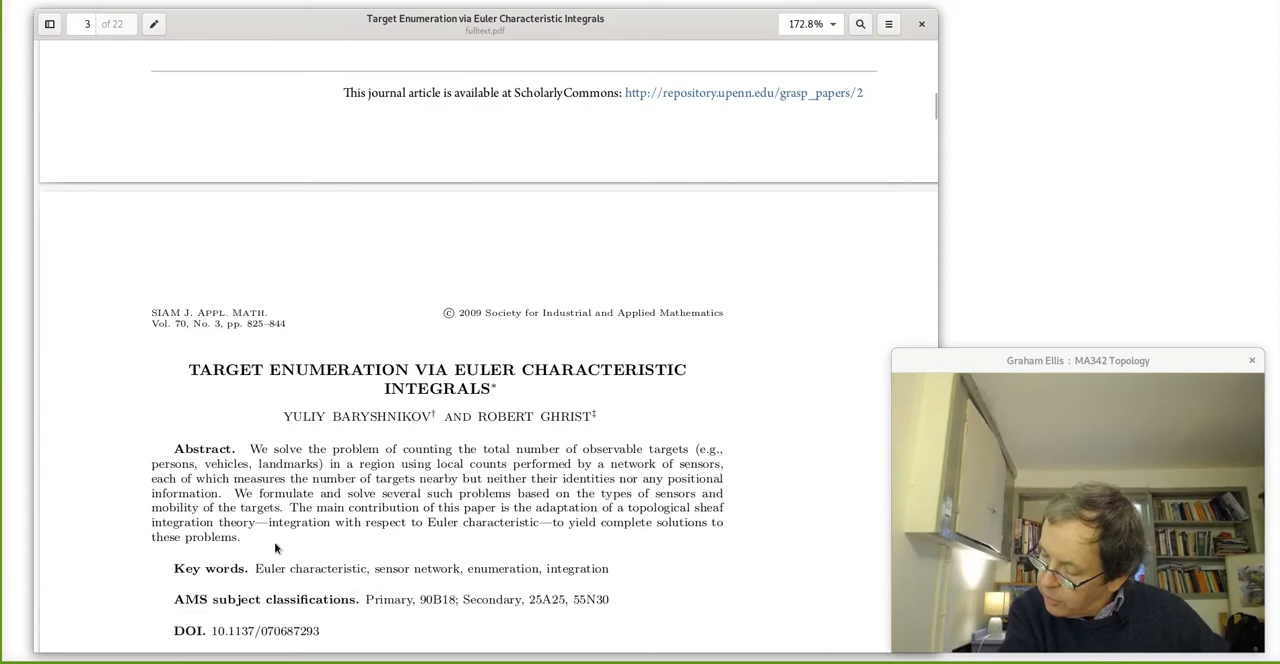 Target Enumeration via Euler Characteristic Integrals
fulltext.pdf
3 of 22
172.8%
This journal article is available at ScholarlyCommons: http://repository.upenn.edu/grasp_papers/2
SIAM J. APPL. MATH.
Vol. 70, No. 3, pp. 825–844
© 2009 Society for Industrial and Applied Mathematics
TARGET ENUMERATION VIA EULER CHARACTERISTIC
INTEGRALS*
YULIY BARYSHNIKOV† AND ROBERT GHRIST‡
Abstract. We solve the problem of counting the total number of observable targets (e.g.,
persons, vehicles, landmarks) in a region using local counts performed by a network of sensors,
each of which measures the number of targets nearby but neither their identities nor any positional
information. We formulate and solve several such problems based on the types of sensors and
mobility of the targets. The main contribution of this paper is the adaptation of a topological sheaf
integration theory—integration with respect to Euler characteristic—to yield complete solutions to
these problems.
Key words. Euler characteristic, sensor network, enumeration, integration
AMS subject classifications. Primary, 90B18; Secondary, 25A25, 55N30
DOI. 10.1137/070687293
Graham Ellis : MA342 Topology